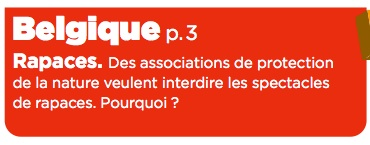 Belgique p. 3
Rapaces. Des associations de protection
de la nature veulent interdire les spectacles
de rapaces. Pourquoi ?